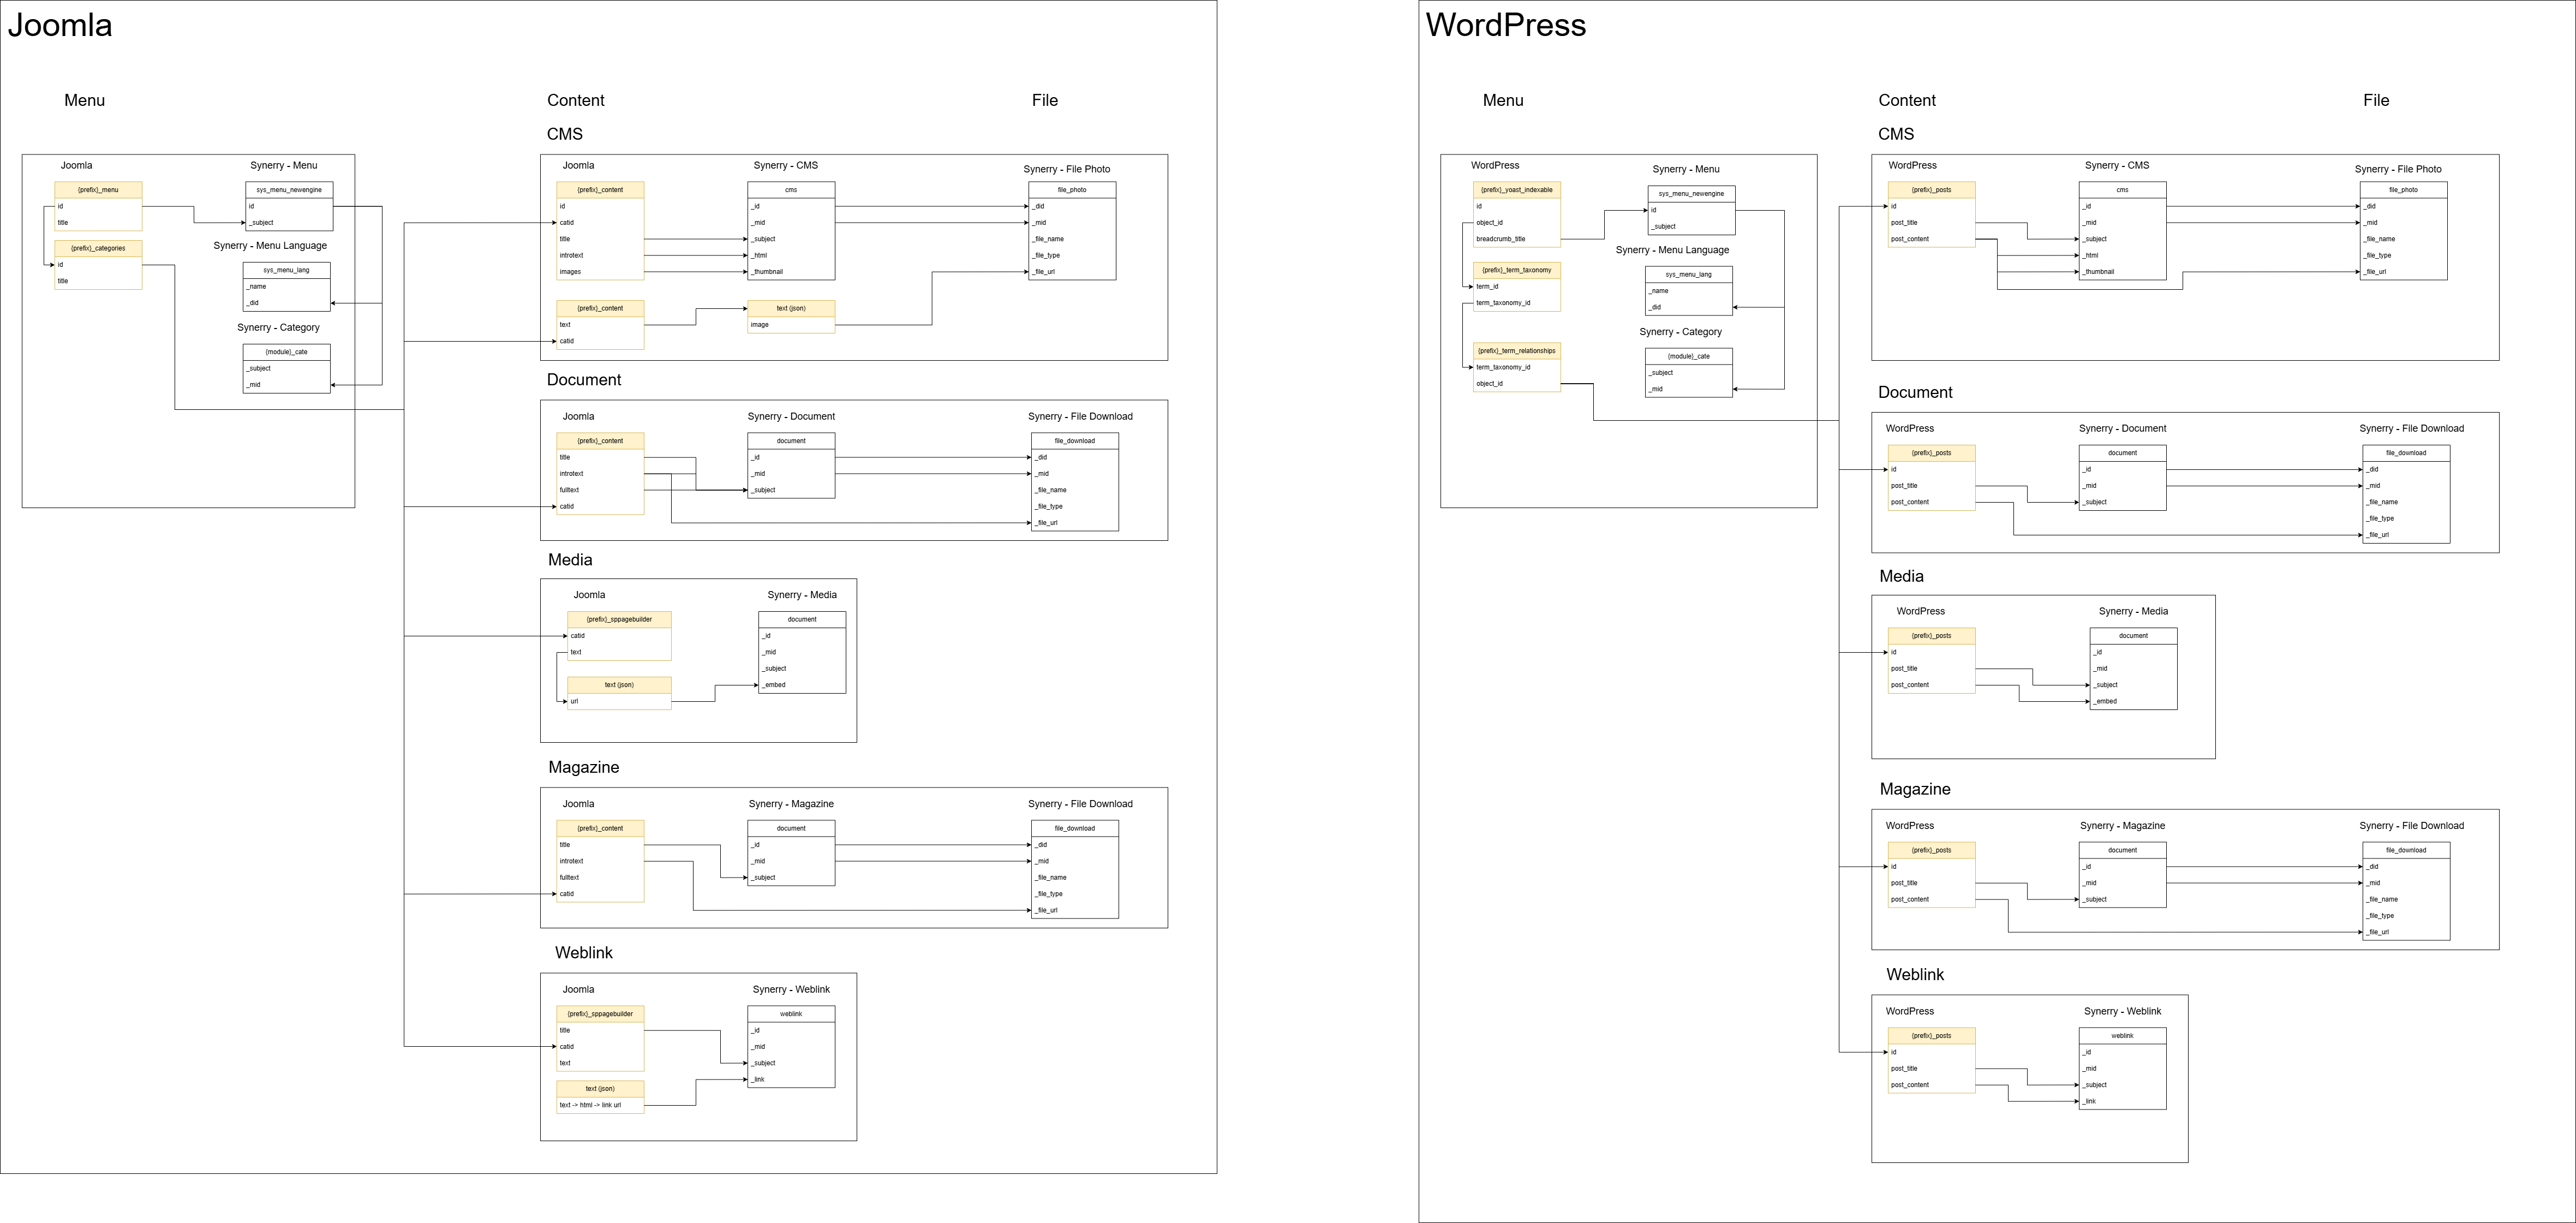 Joomla
Menu
Content
File
CMS
Joomla
Synerry - Menu
{prefix}_menu
id
title
{prefix}_categories
id
title
sys_menu_newengine
id
_subject
Synerry - Menu Language
sys_menu_lang
_name
_did
Synerry - Category
{module}_cate
_subject
_mid
Joomla
Synerry - CMS
Synerry - File Photo
{prefix}_content
id
catid
title
introtext
images
cms
_id
_mid
_subject
_html
_thumbnail
file_photo
_did
_mid
_file_name
_file_type
_file_url
{prefix}_content
text
catid
text (json)
image
Document
Joomla
Synerry - Document
Synerry - File Download
{prefix}_content
title
introtext
fulltext
catid
document
_id
_mid
_subject
file_download
_did
_mid
_file_name
_file_type
_file_url
Media
Joomla
Synerry - Media
{prefix}_sppagebuilder
catid
text
text (json)
url
document
_id
_mid
_subject
_embed
Magazine
Joomla
Synerry - Magazine
Synerry - File Download
{prefix}_content
title
introtext
fulltext
catid
document
_id
_mid
_subject
file_download
_did
_mid
_file_name
_file_type
_file_url
Weblink
Joomla
Synerry - Weblink
{prefix}_sppagebuilder
title
catid
text
text (json)
text -> html -> link url
weblink
_id
_mid
_subject
_link
WordPress
Menu
Content
File
CMS
WordPress
Synerry - Menu
{prefix}_yoast_indexable
id
object_id
breadcrumb_title
{prefix}_term_taxonomy
term_id
term_taxonomy_id
{prefix}_term_relationships
term_taxonomy_id
object_id
sys_menu_newengine
id
_subject
Synerry - Menu Language
sys_menu_lang
_name
_did
Synerry - Category
{module}_cate
_subject
_mid
WordPress
Synerry - CMS
Synerry - File Photo
{prefix}_posts
id
post_title
post_content
cms
_id
_mid
_subject
_html
_thumbnail
file_photo
_did
_mid
_file_name
_file_type
_file_url
Document
WordPress
Synerry - Document
Synerry - File Download
{prefix}_posts
id
post_title
post_content
document
_id
_mid
_subject
file_download
_did
_mid
_file_name
_file_type
_file_url
Media
WordPress
Synerry - Media
{prefix}_posts
id
post_title
post_content
document
_id
_mid
_subject
_embed
Magazine
WordPress
Synerry - Magazine
Synerry - File Download
{prefix}_posts
id
post_title
post_content
document
_id
_mid
_subject
file_download
_did
_mid
_file_name
_file_type
_file_url
Weblink
WordPress
Synerry - Weblink
{prefix}_posts
id
post_title
post_content
weblink
_id
_mid
_subject
_link